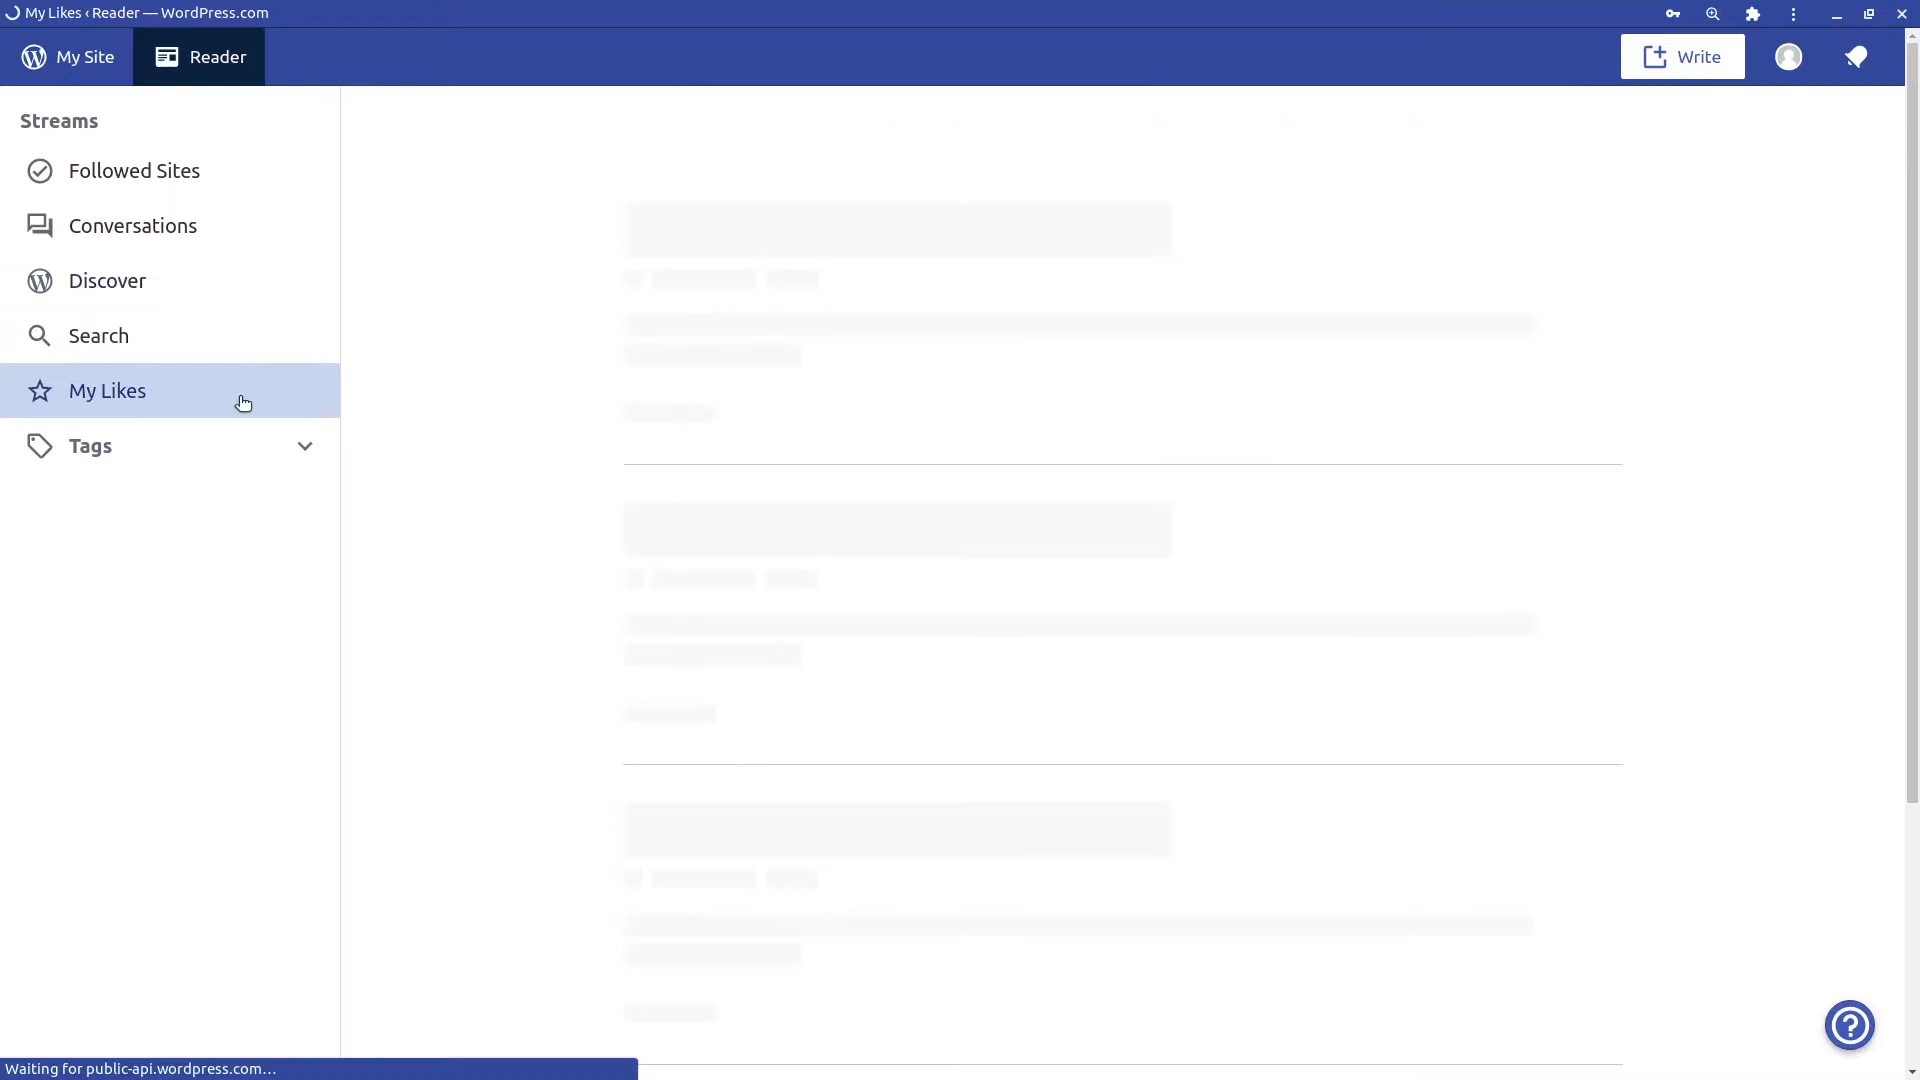 My Likes ‹ Reader — WordPress.com
My Site
Reader
Write
Streams
Followed Sites
Conversations
Discover
Search
My Likes
Tags
Waiting for public-api.wordpress.com...